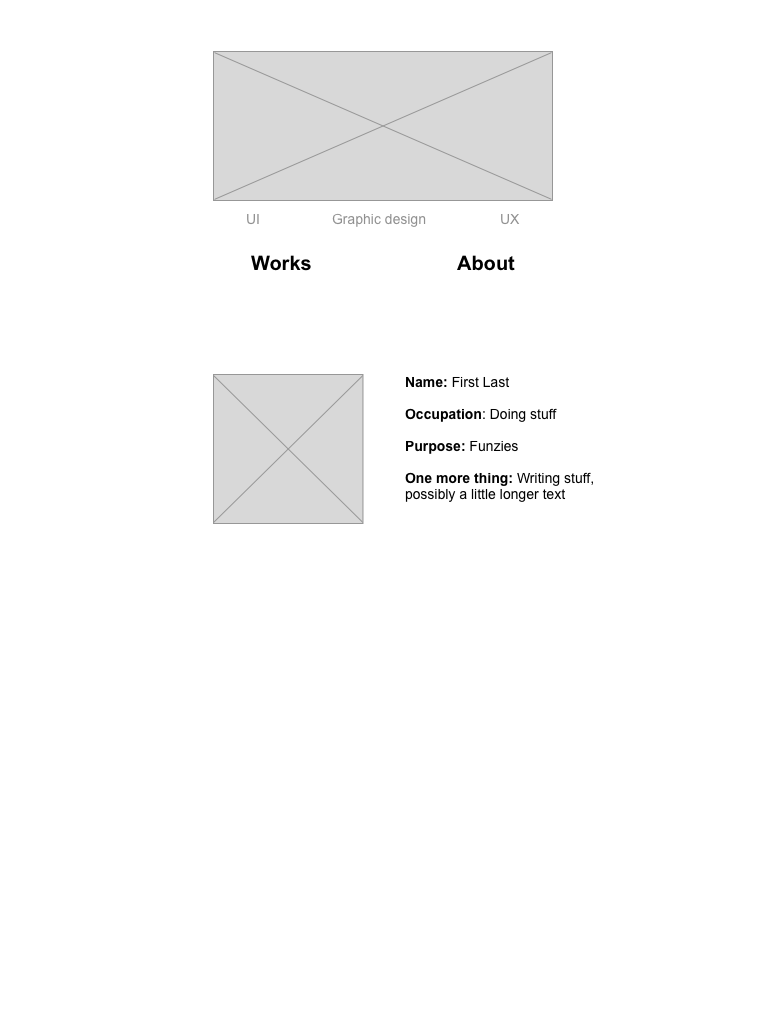 UI Graphic design UX
Works About
Name: First Last
Occupation: Doing stuff
Purpose: Funzies
One more thing: Writing stuff,
possibly a little longer text